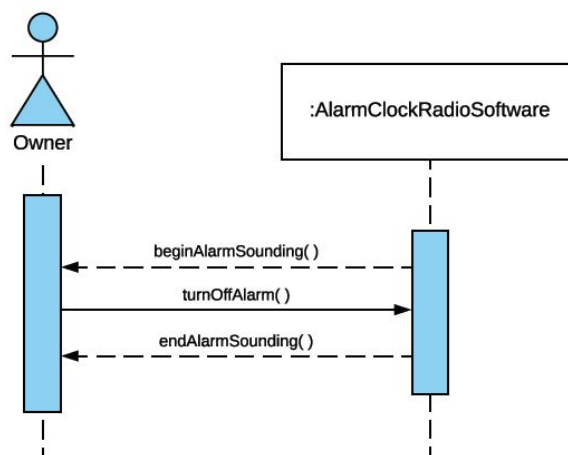 Owner
:AlarmClockRadioSoftware
beginAlarmSounding( )
turnOffAlarm( )
endAlarmSounding( )